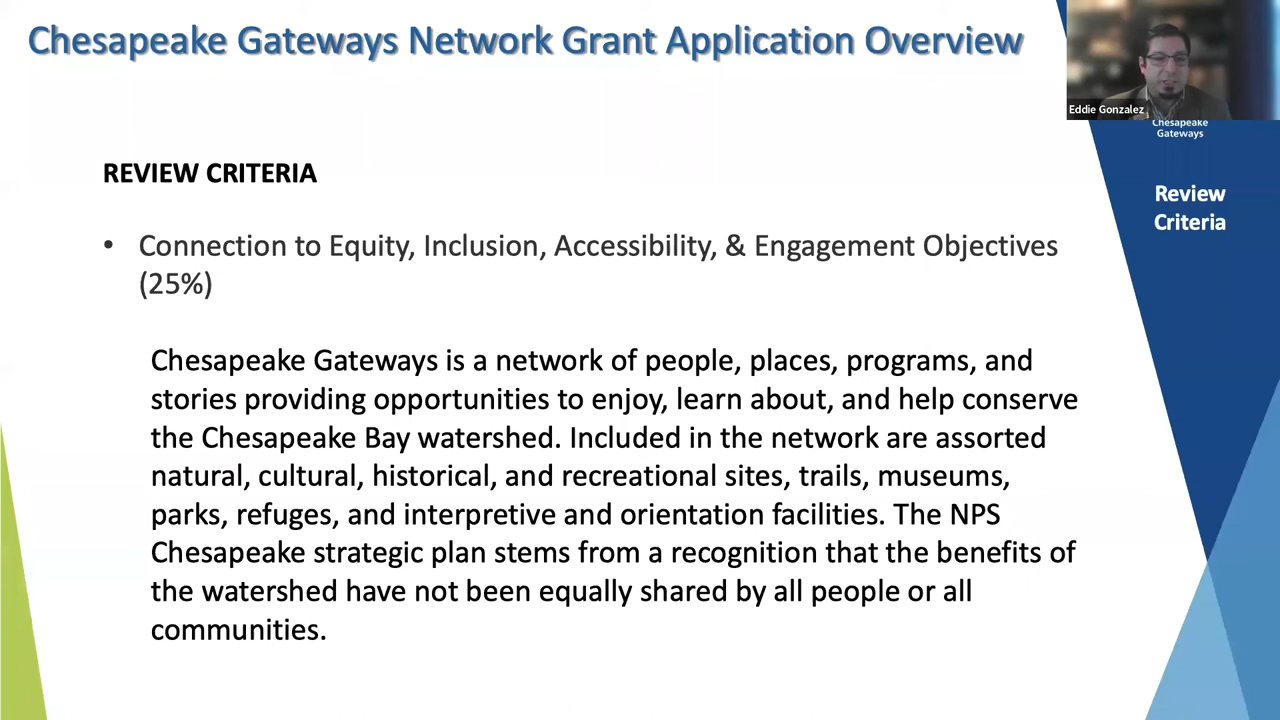 Chesapeake Gateways Network Grant Application Overview
Eddie Gonzalez
Chesapeake
Gateways
Review
Criteria
REVIEW CRITERIA
• Connection to Equity, Inclusion, Accessibility, & Engagement Objectives
(25%)
Chesapeake Gateways is a network of people, places, programs, and
stories providing opportunities to enjoy, learn about, and help conserve
the Chesapeake Bay watershed. Included in the network are assorted
natural, cultural, historical, and recreational sites, trails, museums,
parks, refuges, and interpretive and orientation facilities. The NPS
Chesapeake strategic plan stems from a recognition that the benefits of
the watershed have not been equally shared by all people or all
communities.